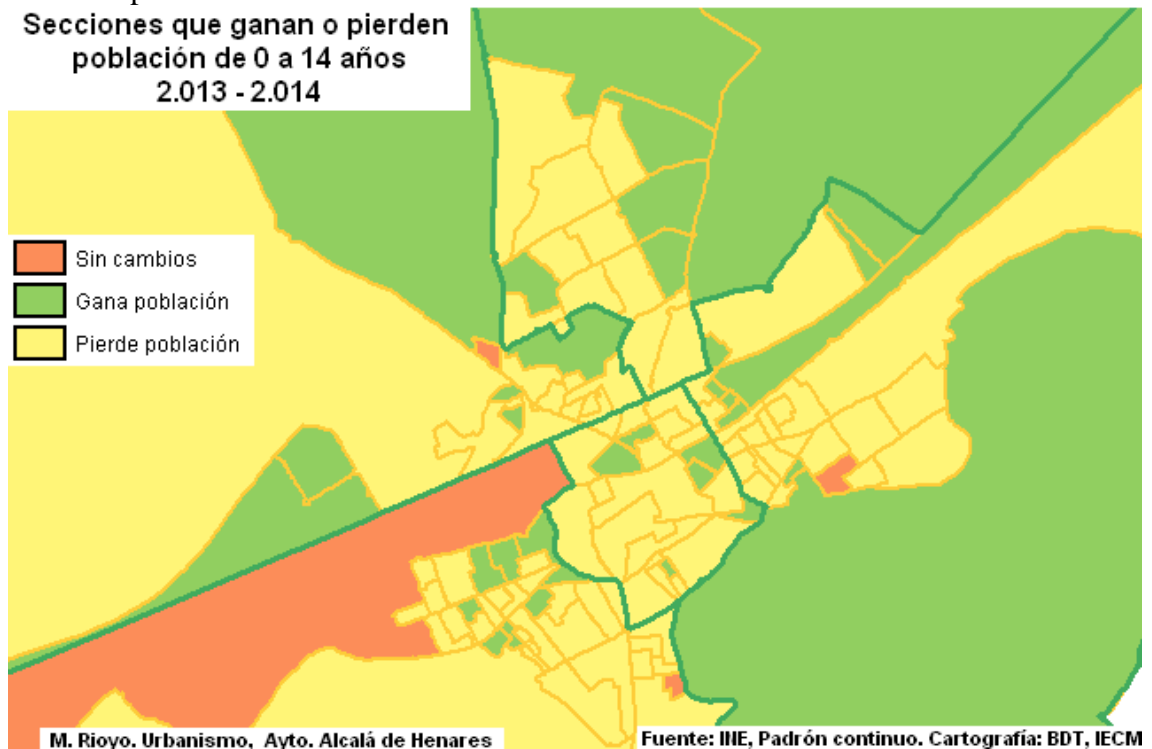 Secciones que ganan o pierden
población de 0 a 14 años
2.013 - 2.014
Sin cambios
Gana población
Pierde población
M. Rioyo. Urbanismo, Ayto. Alcalá de Henares
Fuente: INE, Padrón continuo. Cartografía: BDT, IECM